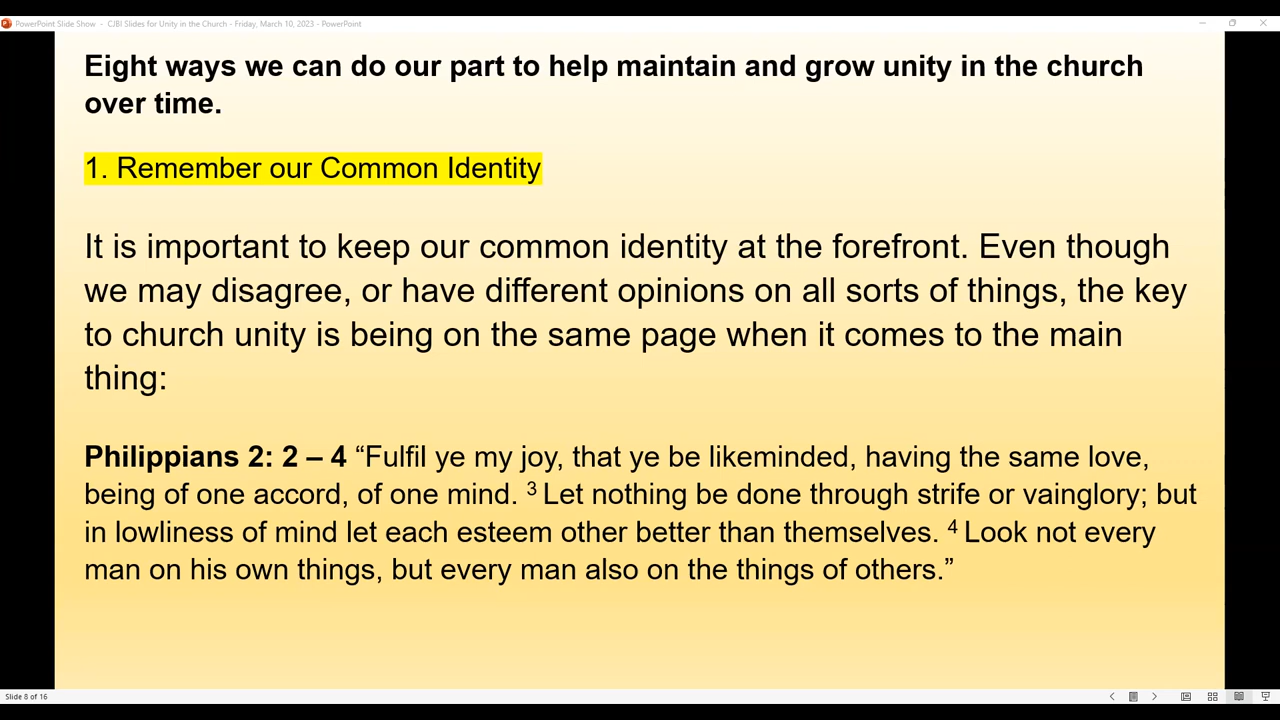 PowerPoint Slide Show - CJBI Slides for Unity in the Church - Friday, March 10, 2023 - PowerPoint
Eight ways we can do our part to help maintain and grow unity in the church
over time.
1. Remember our Common Identity
It is important to keep our common identity at the forefront. Even though
we may disagree, or have different opinions on all sorts of things, the key
to church unity is being on the same page when it comes to the main
thing:
Philippians 2: 2 – 4 “Fulfil ye my joy, that ye be likeminded, having the same love,
being of one accord, of one mind. ³ Let nothing be done through strife or vainglory; but
in lowliness of mind let each esteem other better than themselves. ⁴ Look not every
man on his own things, but every man also on the things of others.”
Slide 8 of 16